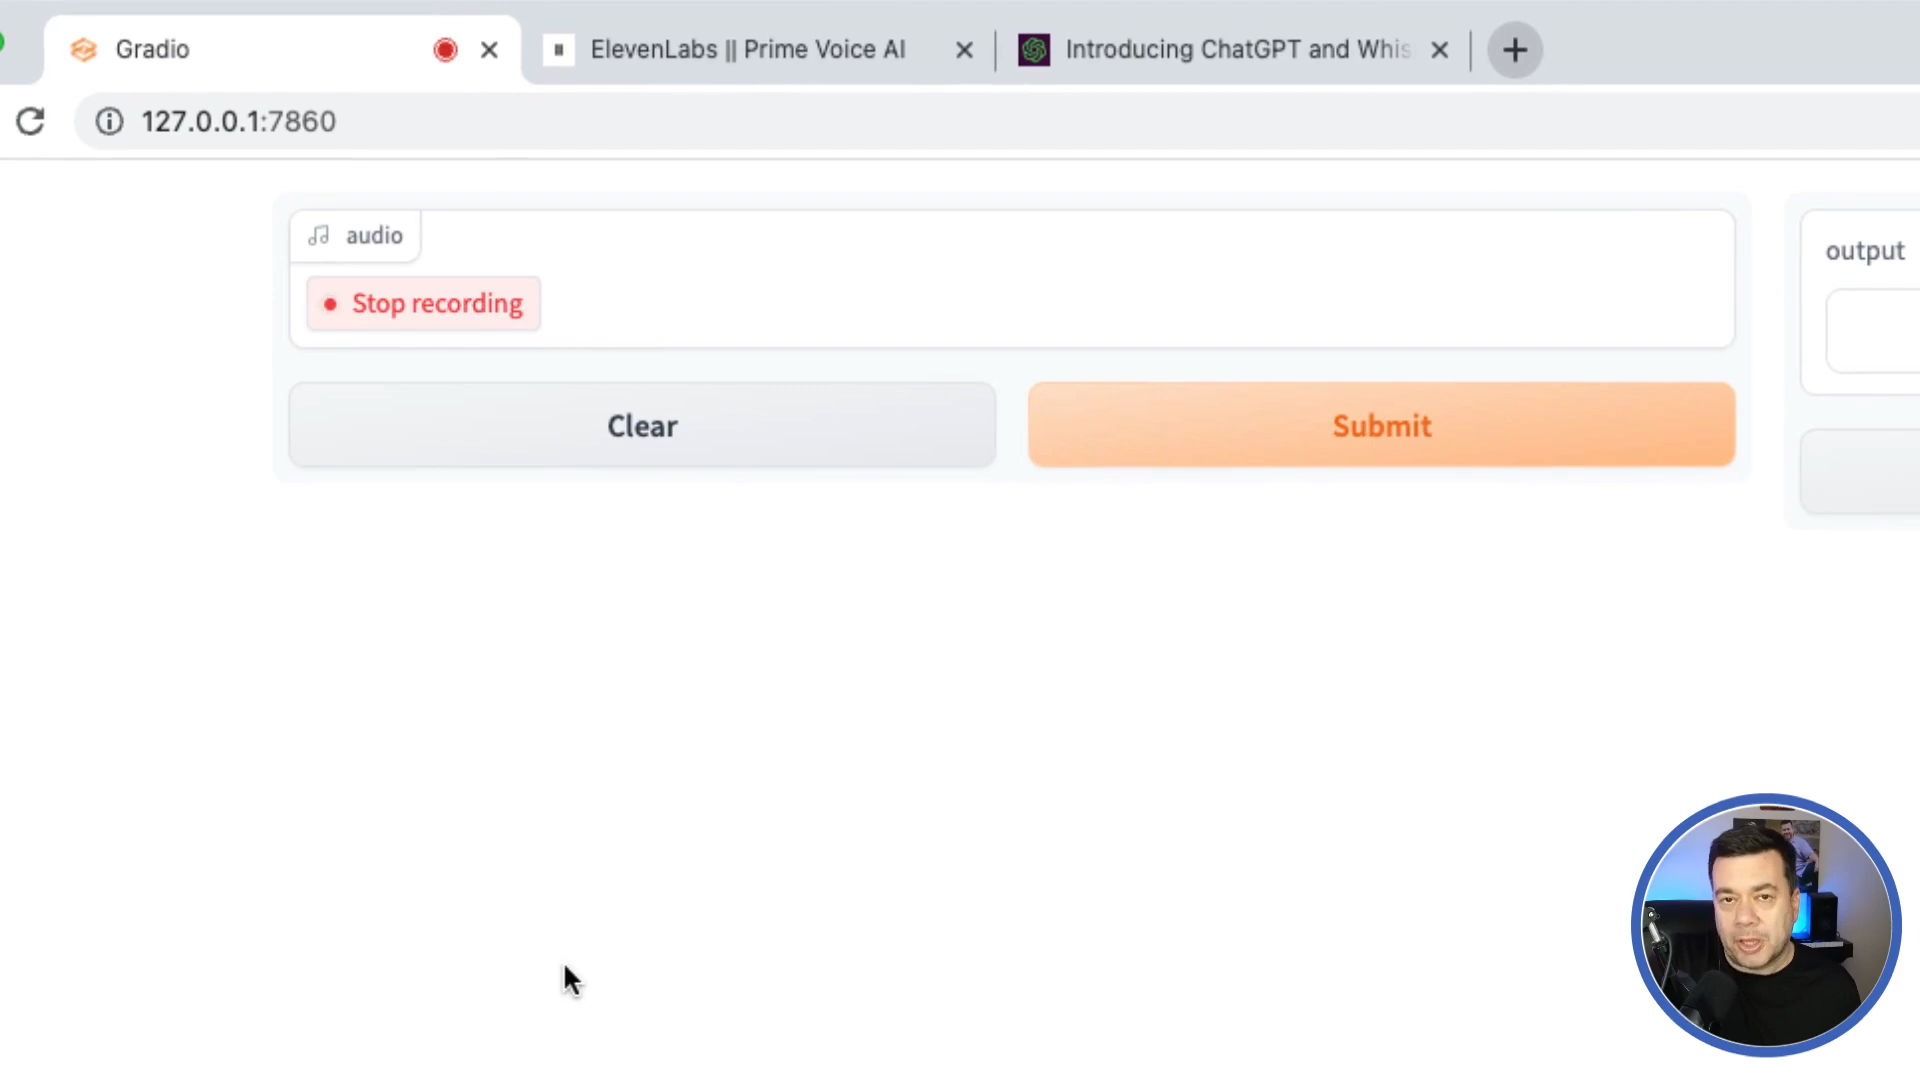 Gradio
ElevenLabs || Prime Voice AI
Introducing ChatGPT and Whis
127.0.0.1:7860
audio
output
Stop recording
Clear
Submit